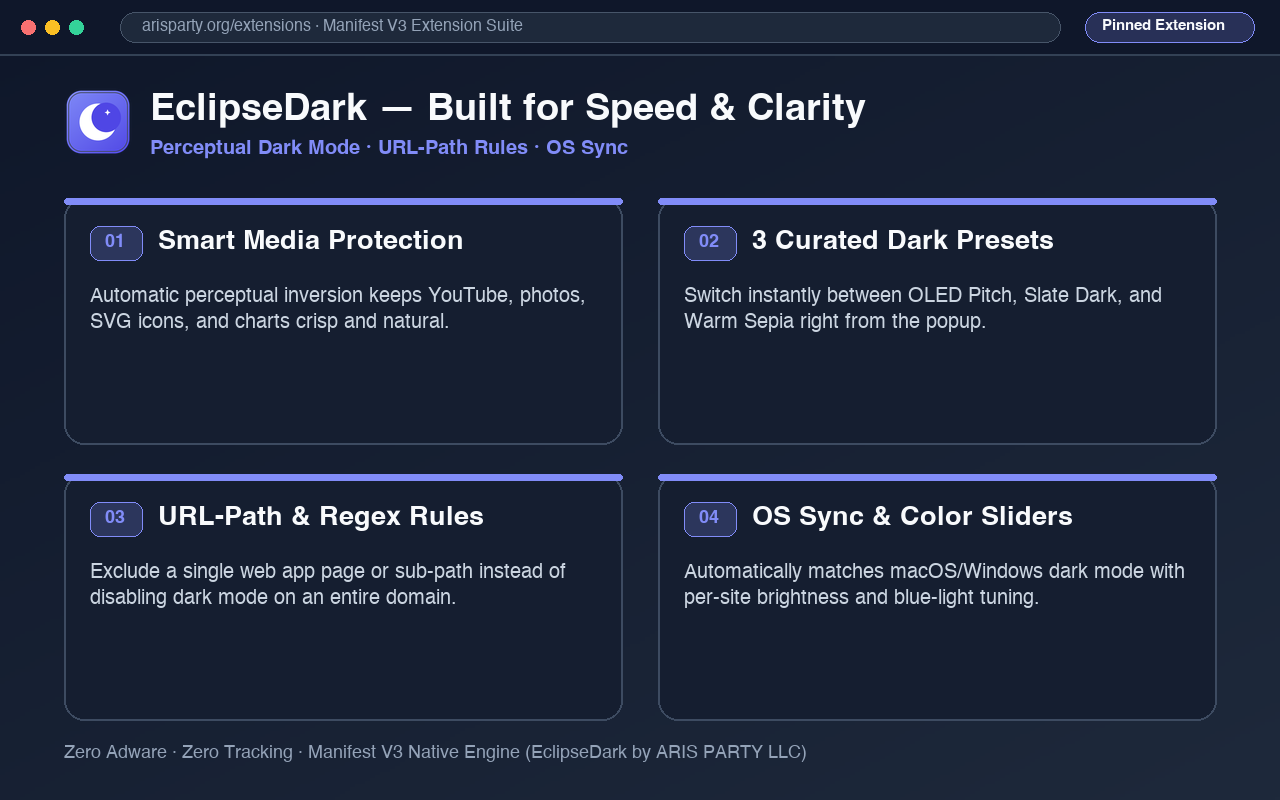 arisparty.org/extensions · Manifest V3 Extension Suite
Pinned Extension
EclipseDark — Built for Speed & Clarity
Perceptual Dark Mode · URL-Path Rules · OS Sync
01 Smart Media Protection
Automatic perceptual inversion keeps YouTube, photos,
SVG icons, and charts crisp and natural.
02 3 Curated Dark Presets
Switch instantly between OLED Pitch, Slate Dark, and
Warm Sepia right from the popup.
03 URL-Path & Regex Rules
Exclude a single web app page or sub-path instead of
disabling dark mode on an entire domain.
04 OS Sync & Color Sliders
Automatically matches macOS/Windows dark mode with
per-site brightness and blue-light tuning.
Zero Adware · Zero Tracking · Manifest V3 Native Engine (EclipseDark by ARIS PARTY LLC)